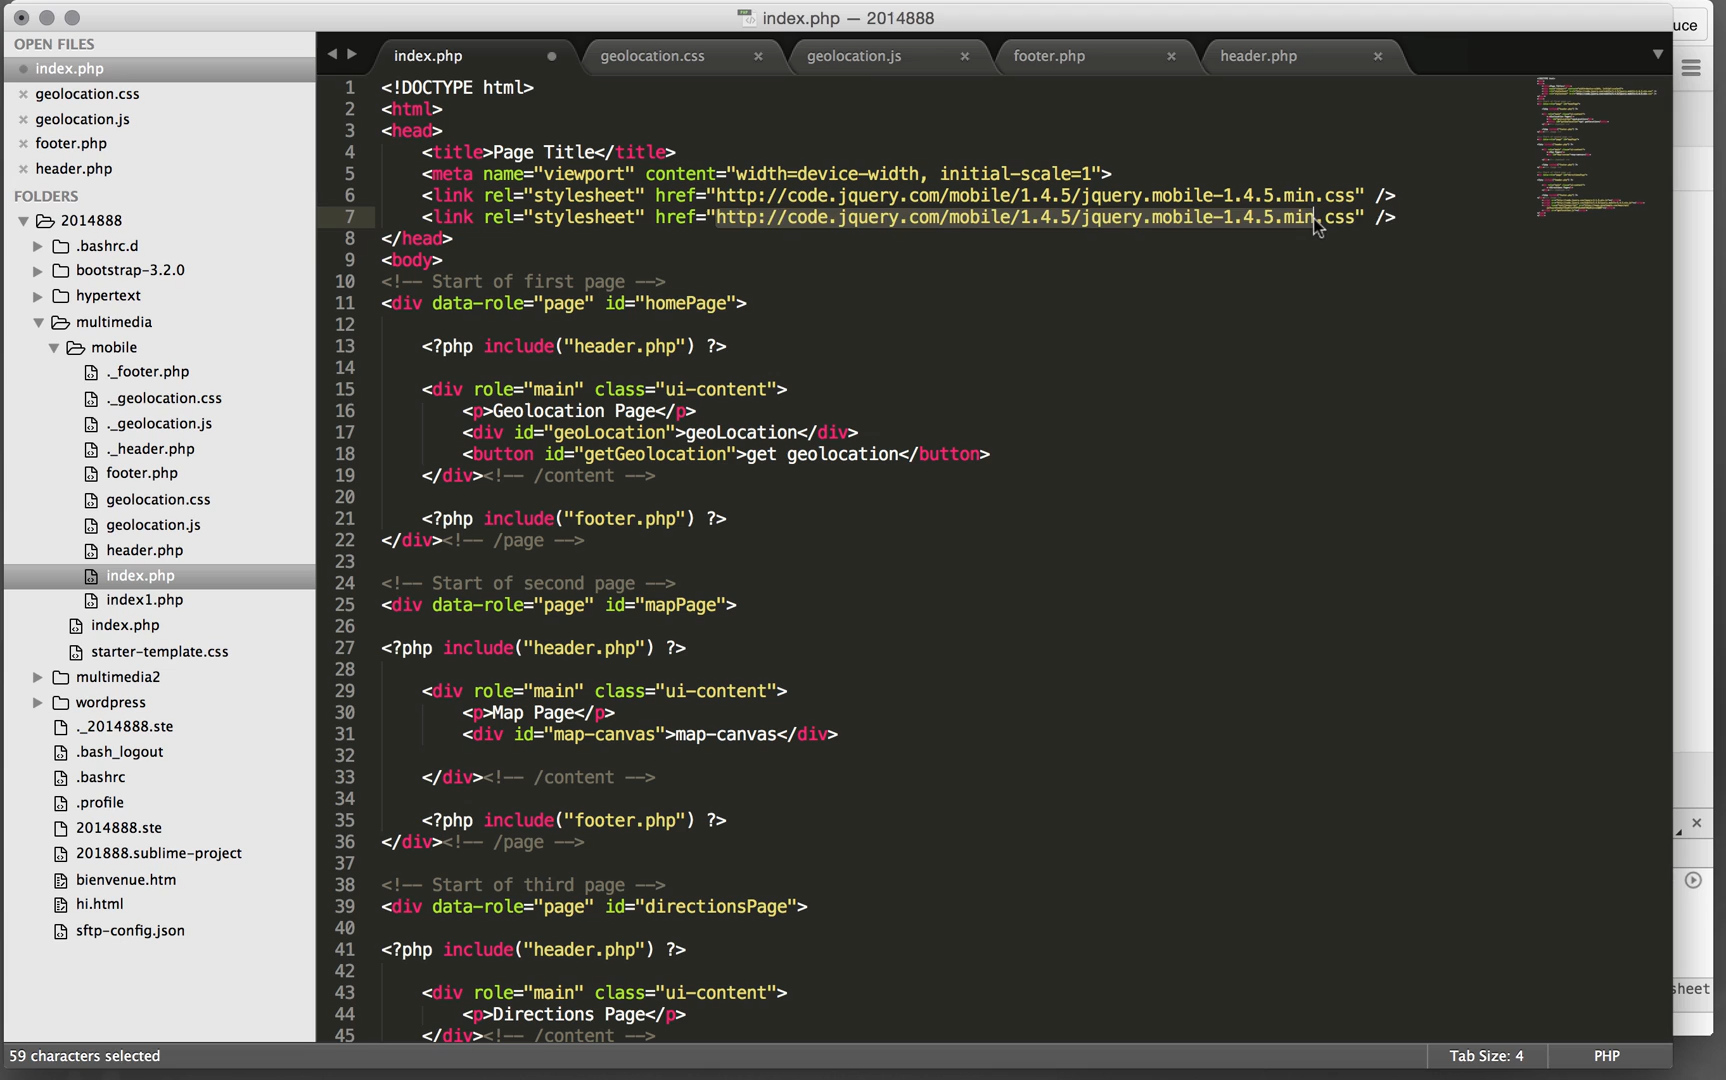 index.php — 2014888
uce
OPEN FILES
index.php
geolocation.css
geolocation.js
footer.php
header.php
FOLDERS
2014888
.bashrc.d
bootstrap-3.2.0
hypertext
multimedia
mobile
._footer.php
._geolocation.css
._geolocation.js
._header.php
footer.php
geolocation.css
geolocation.js
header.php
index.php
index1.php
index.php
starter-template.css
multimedia2
wordpress
._2014888.ste
.bash_logout
.bashrc
.profile
2014888.ste
201888.sublime-project
bienvenue.htm
hi.html
sftp-config.json
index.php geolocation.css geolocation.js footer.php header.php
1 <!DOCTYPE html>
2 <html>
3 <head>
4 <title>Page Title</title>
5 <meta name="viewport" content="width=device-width, initial-scale=1">
6 <link rel="stylesheet" href="http://code.jquery.com/mobile/1.4.5/jquery.mobile-1.4.5.min.css" />
7 <link rel="stylesheet" href="http://code.jquery.com/mobile/1.4.5/jquery.mobile-1.4.5.min.css" />
8 </head>
9 <body>
10 <!-- Start of first page -->
11 <div data-role="page" id="homePage">
12
13 <?php include("header.php") ?>
14
15 <div role="main" class="ui-content">
16 <p>Geolocation Page</p>
17 <div id="geoLocation">geoLocation</div>
18 <button id="getGeolocation">get geolocation</button>
19 </div><!-- /content -->
20
21 <?php include("footer.php") ?>
22 </div><!-- /page -->
23
24 <!-- Start of second page -->
25 <div data-role="page" id="mapPage">
26
27 <?php include("header.php") ?>
28
29 <div role="main" class="ui-content">
30 <p>Map Page</p>
31 <div id="map-canvas">map-canvas</div>
32
33 </div><!-- /content -->
34
35 <?php include("footer.php") ?>
36 </div><!-- /page -->
37
38 <!-- Start of third page -->
39 <div data-role="page" id="directionsPage">
40
41 <?php include("header.php") ?>
42
43 <div role="main" class="ui-content">
44 <p>Directions Page</p>
45 </div><!-- /content -->
sheet
59 characters selected
Tab Size: 4
PHP